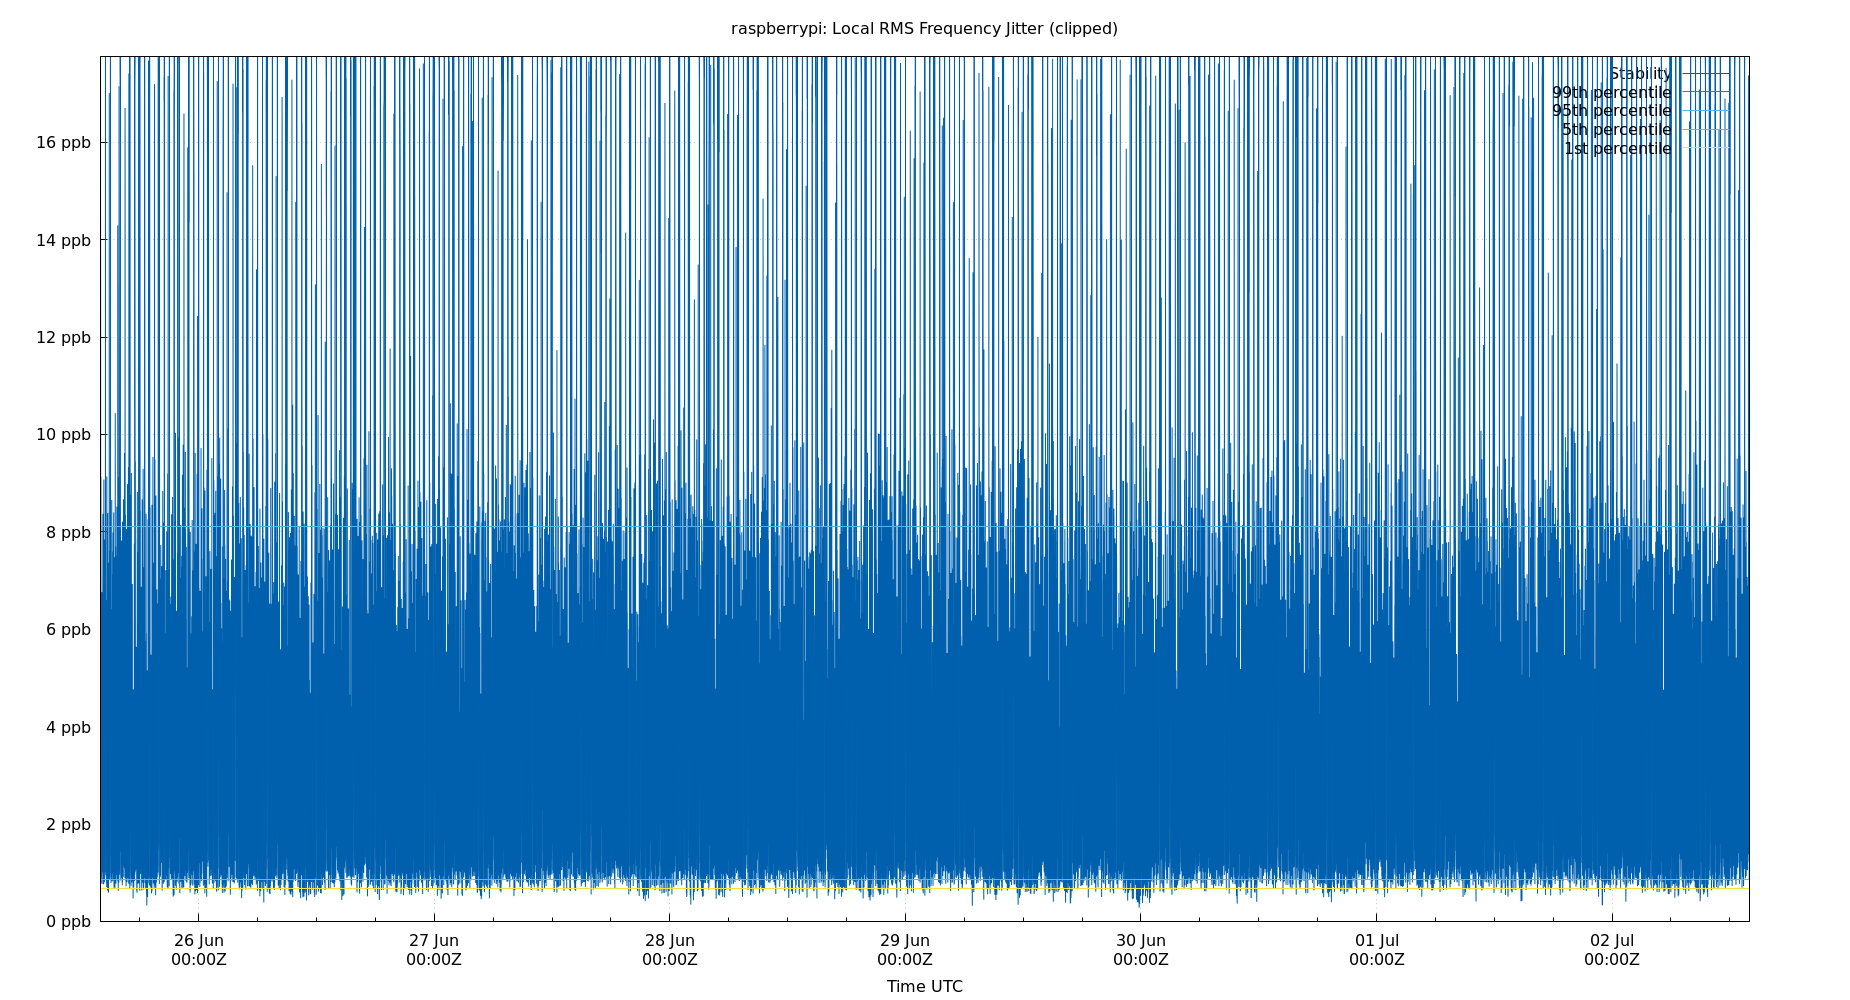 raspberrypi: Local RMS Frequency Jitter (clipped)
Stability
99th percentile
95th percentile
5th percentile
1st percentile
16 ppb
14 ppb
12 ppb
10 ppb
8 ppb
6 ppb
4 ppb
2 ppb
0 ppb
26 Jun 27 Jun 28 Jun 29 Jun 30 Jun 01 Jul 02 Jul
00:00Z 00:00Z 00:00Z 00:00Z 00:00Z 00:00Z 00:00Z
Time UTC